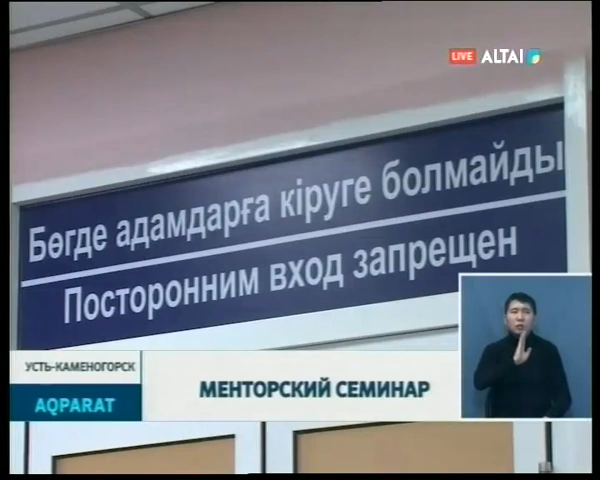 LIVE ALTAI
Бөгде адамдарға кіруге болмайды
Посторонним вход запрещен
УСТЬ-КАМЕНОГОРСК
AQPARAT
МЕНТОРСКИЙ СЕМИНАР